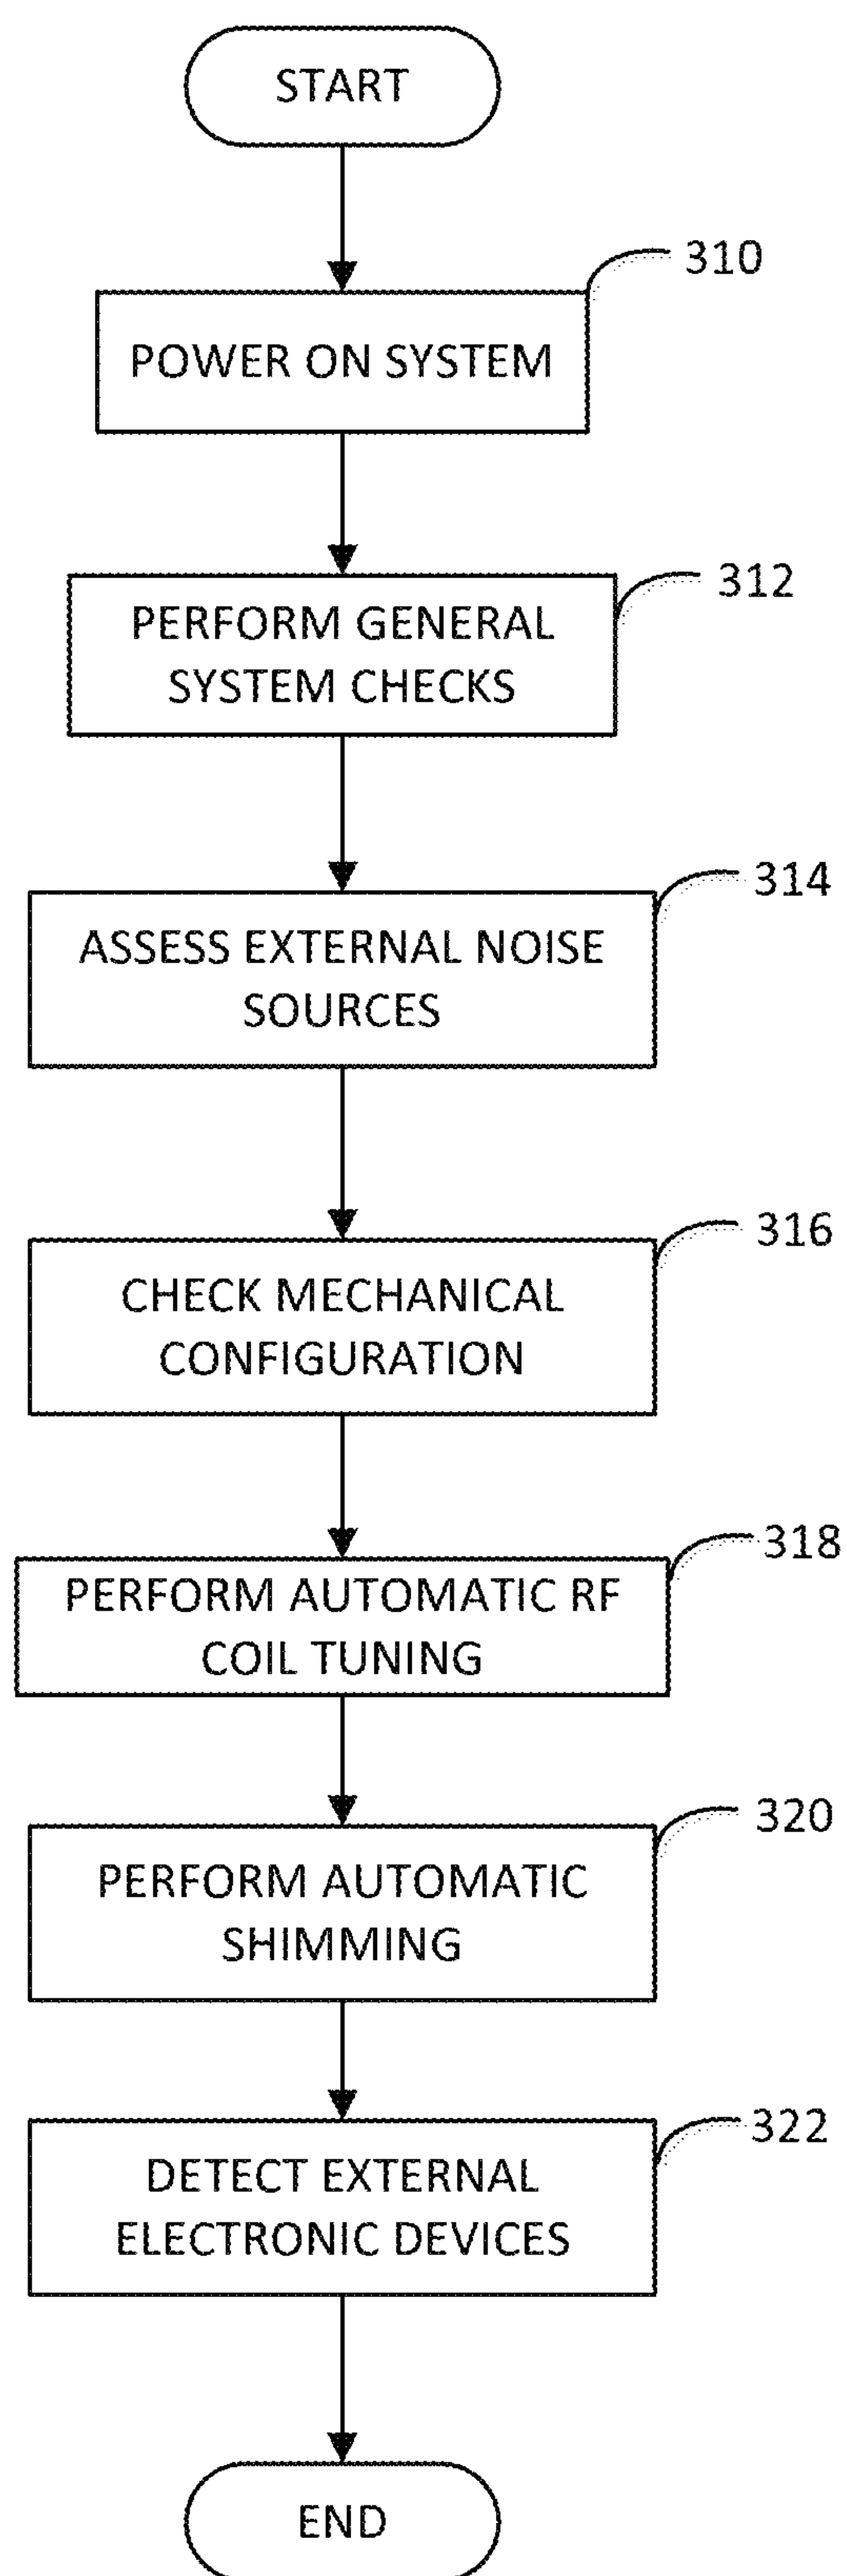 START
310
POWER ON SYSTEM
312
PERFORM GENERAL
SYSTEM CHECKS
314
ASSESS EXTERNAL NOISE
SOURCES
316
CHECK MECHANICAL
CONFIGURATION
318
PERFORM AUTOMATIC RF
COIL TUNING
320
PERFORM AUTOMATIC
SHIMMING
322
DETECT EXTERNAL
ELECTRONIC DEVICES
END